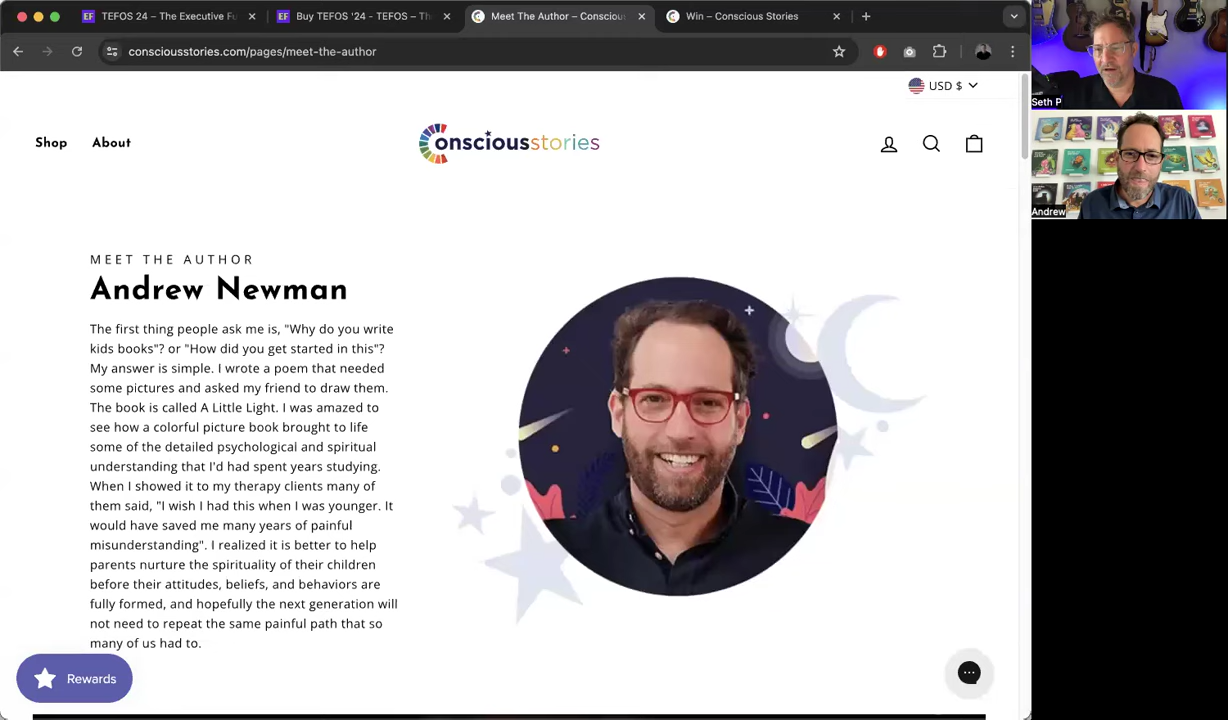 TEFOS 24 – The Executive Fu
Buy TEFOS '24 - TEFOS – Th
Meet The Author – Conscious
Win – Conscious Stories
consciousstories.com/pages/meet-the-author
USD $
Shop
About
Consciousstories
MEET THE AUTHOR
Andrew Newman
The first thing people ask me is, "Why do you write
kids books"? or "How did you get started in this"?
My answer is simple. I wrote a poem that needed
some pictures and asked my friend to draw them.
The book is called A Little Light. I was amazed to
see how a colorful picture book brought to life
some of the detailed psychological and spiritual
understanding that I'd had spent years studying.
When I showed it to my therapy clients many of
them said, "I wish I had this when I was younger. It
would have saved me many years of painful
misunderstanding". I realized it is better to help
parents nurture the spirituality of their children
before their attitudes, beliefs, and behaviors are
fully formed, and hopefully the next generation will
not need to repeat the same painful path that so
many of us had to.
Rewards
Seth P
Andrew